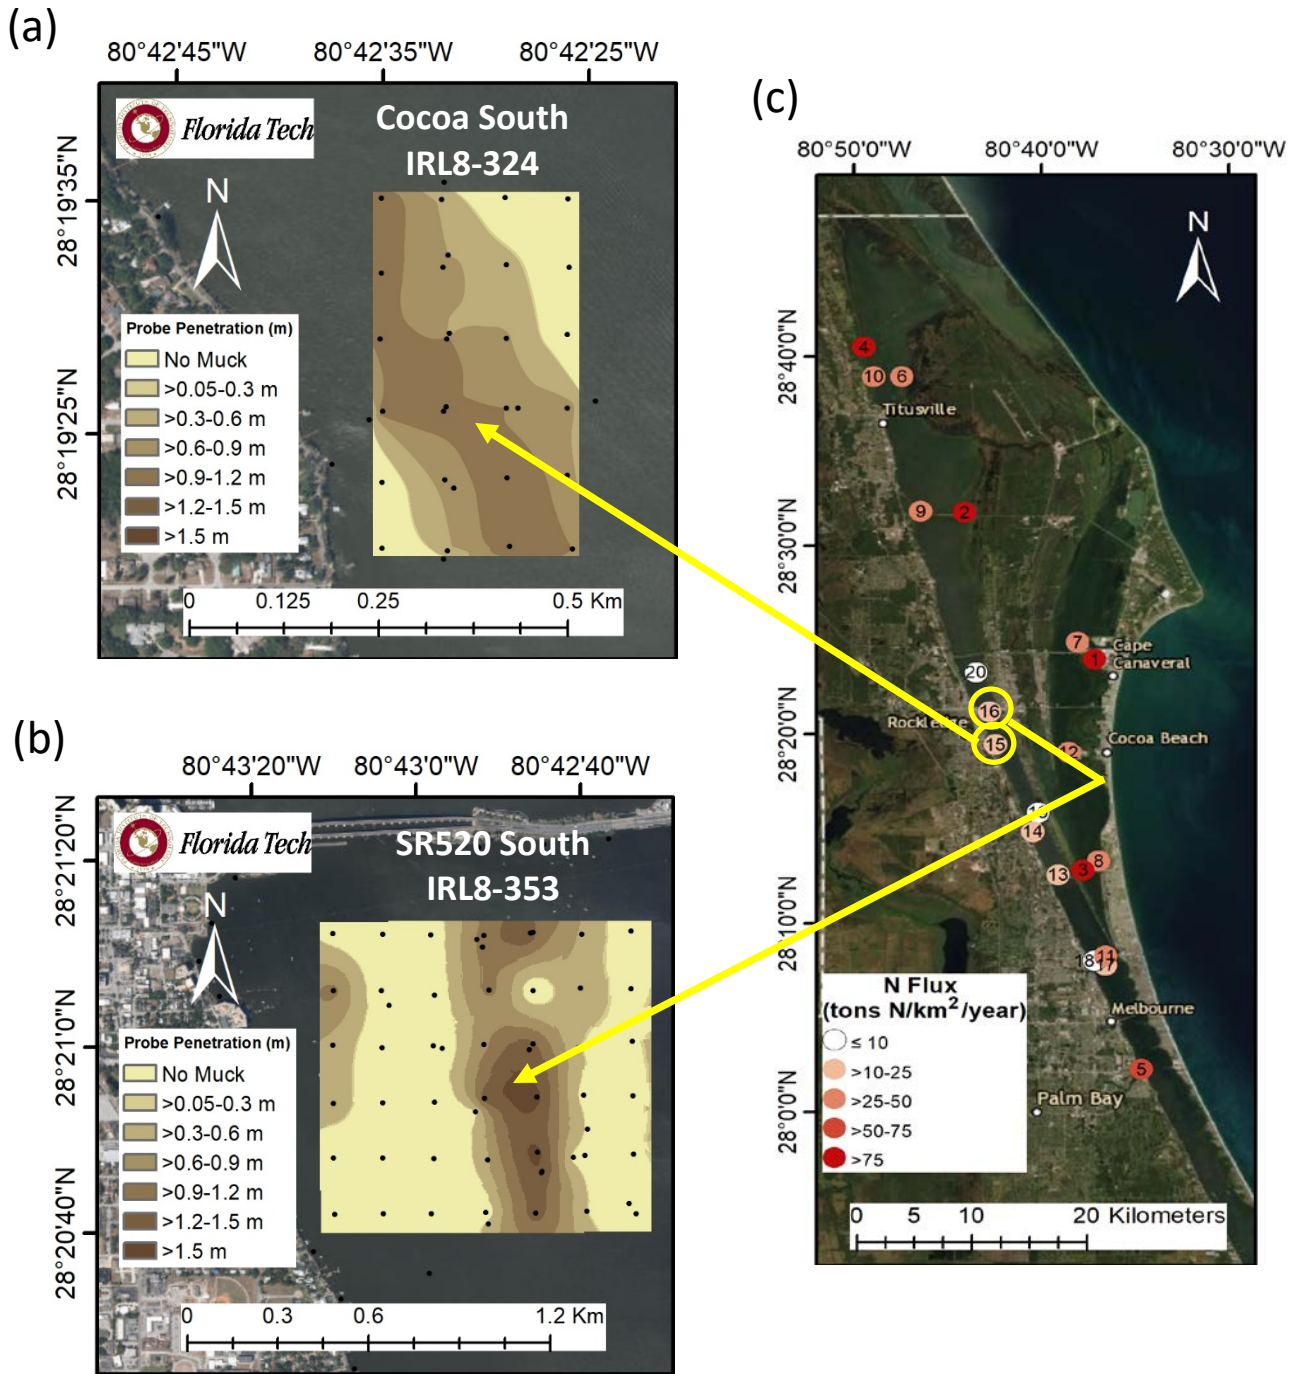 (a)
80°42'45"W 80°42'35"W 80°42'25"W
28°19'35"N
28°19'25"N
Florida Tech
Cocoa South
IRL8-324
N
Probe Penetration (m)
No Muck
>0.05-0.3 m
>0.3-0.6 m
>0.6-0.9 m
>0.9-1.2 m
>1.2-1.5 m
>1.5 m
0 0.125 0.25 0.5 Km
(b)
80°43'20"W 80°43'0"W 80°42'40"W
28°21'20"N
28°21'0"N
28°20'40"N
Florida Tech
SR520 South
IRL8-353
N
Probe Penetration (m)
No Muck
>0.05-0.3 m
>0.3-0.6 m
>0.6-0.9 m
>0.9-1.2 m
>1.2-1.5 m
>1.5 m
0 0.3 0.6 1.2 Km
(c)
80°50'0"W 80°40'0"W 80°30'0"W
28°40'0"N
28°30'0"N
28°20'0"N
28°10'0"N
28°0'0"N
N
4
10 6
Titusville
9 2
7
Cape
1
Canaveral
20
16
Rockledge
15
12
Cocoa Beach
14
8
3
13
11
18
17
Melbourne
5
Palm Bay
N Flux
(tons N/km²/year)
≤ 10
>10-25
>25-50
>50-75
>75
0 5 10 20 Kilometers